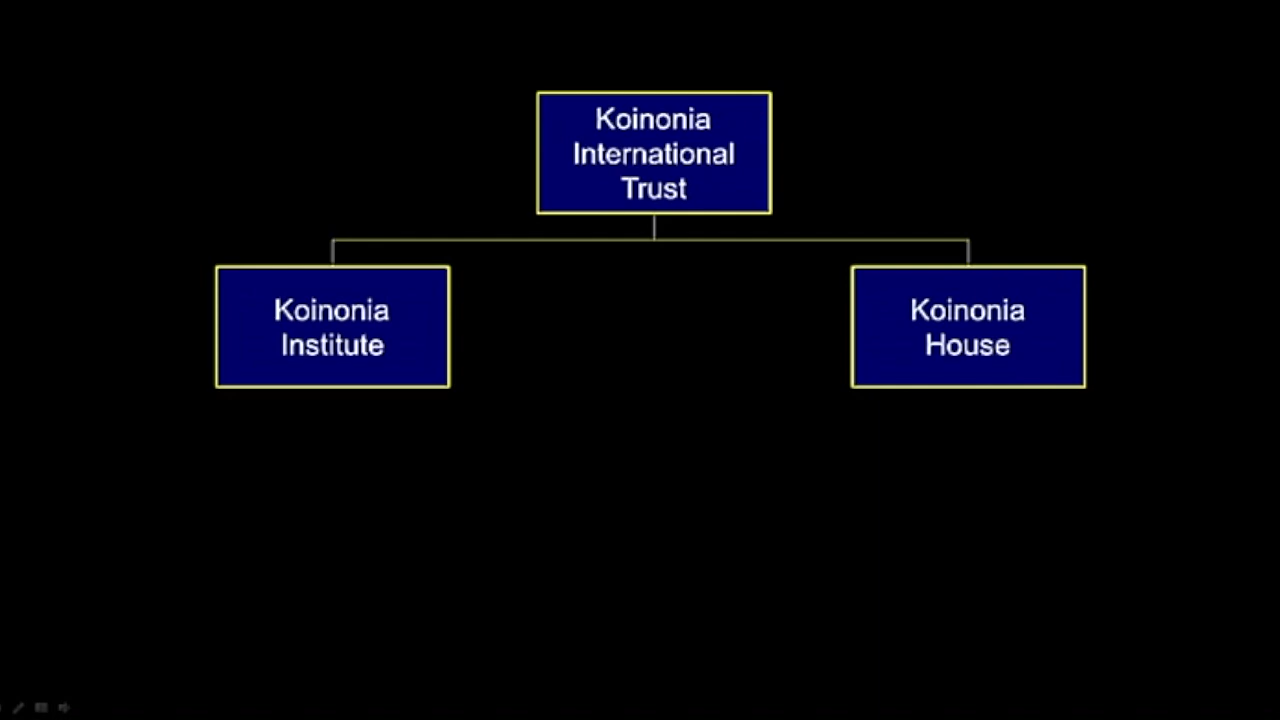 Koinonia
International
Trust
Koinonia
Institute
Koinonia
House